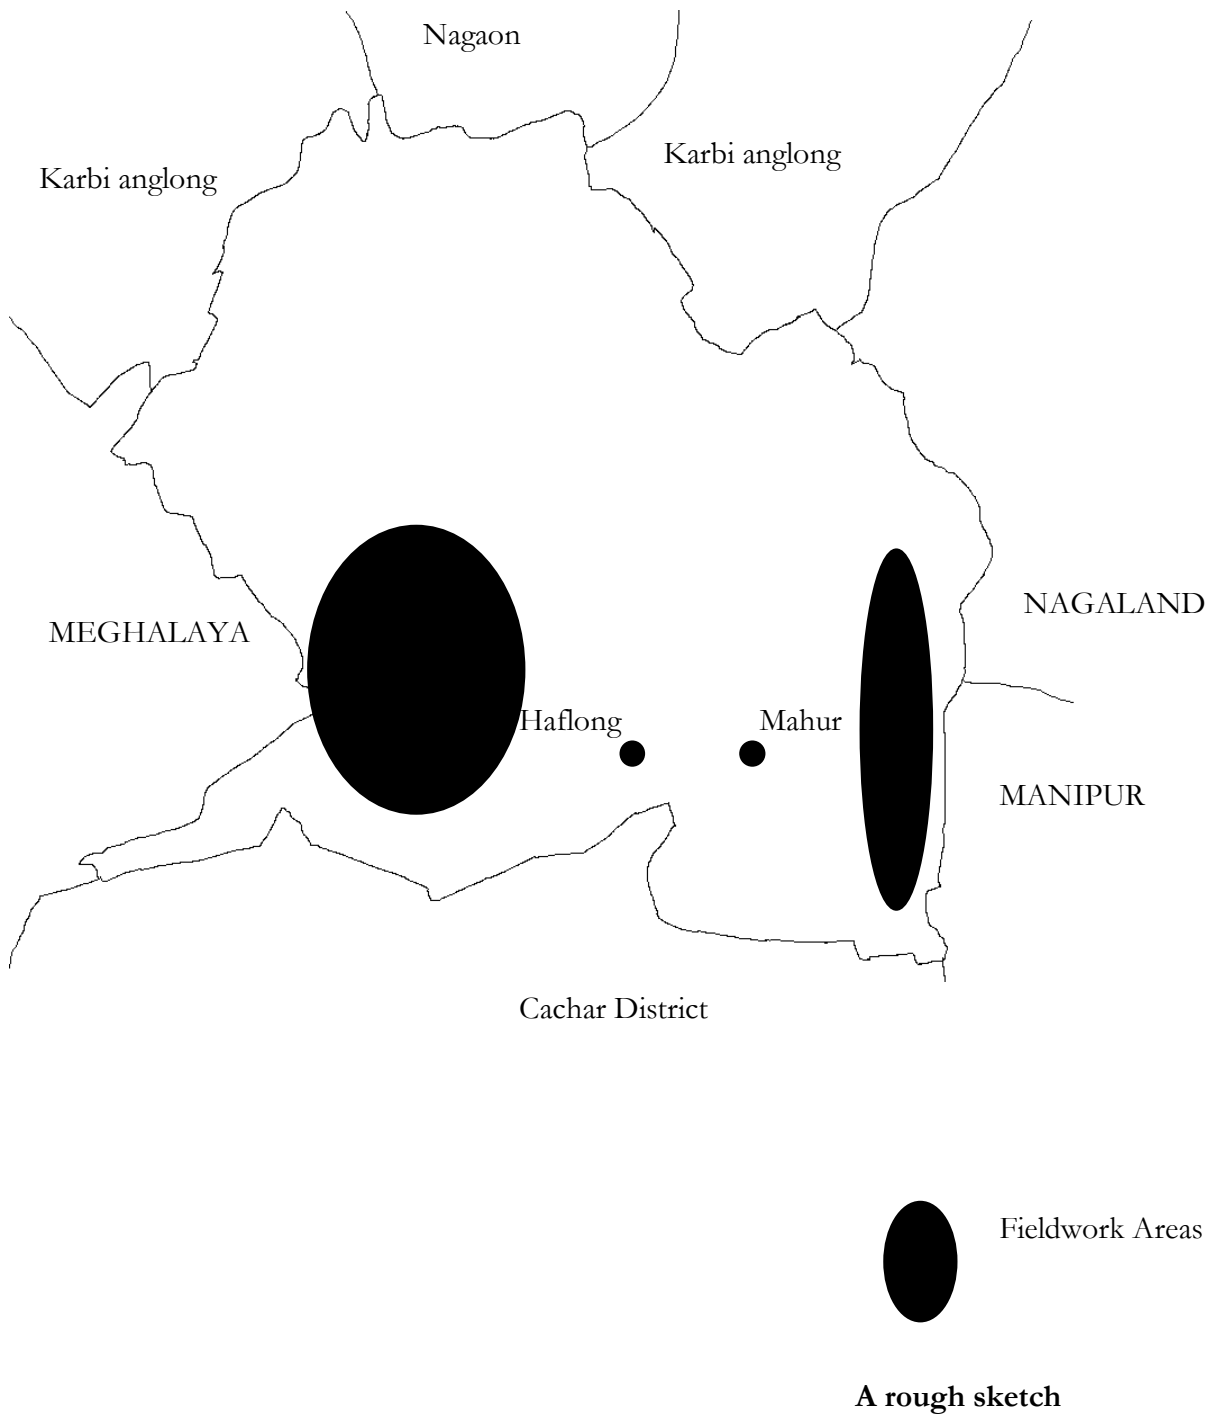 Nagaon
Karbi anglong
Karbi anglong
NAGALAND
MEGHALAYA
Haflong
Mahur
MANIPUR
Cachar District
Fieldwork Areas
A rough sketch